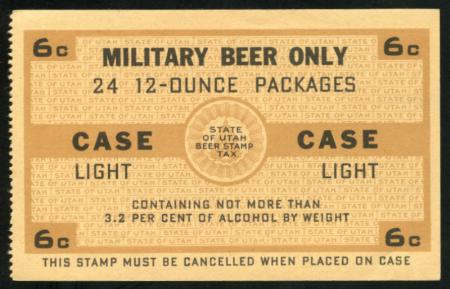 6c 6c
MILITARY BEER ONLY
24 12-OUNCE PACKAGES
CASE CASE
LIGHT LIGHT
STATE
OF UTAH
BEER STAMP
TAX
CONTAINING NOT MORE THAN
3.2 PER CENT OF ALCOHOL BY WEIGHT
6c 6c
THIS STAMP MUST BE CANCELLED WHEN PLACED ON CASE